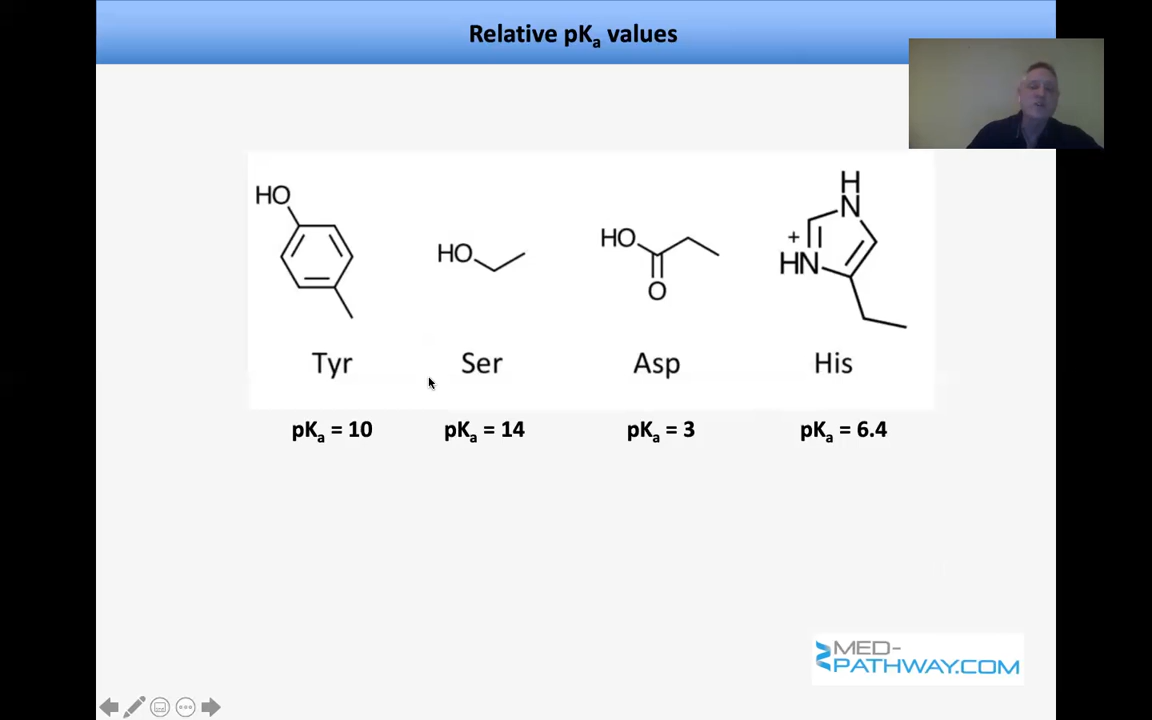 Relative pKa values
HO
HO
HO
O
H
N
+
HN
Tyr Ser Asp His
pKa = 10 pKa = 14 pKa = 3 pKa = 6.4
MED-
PATHWAY.COM